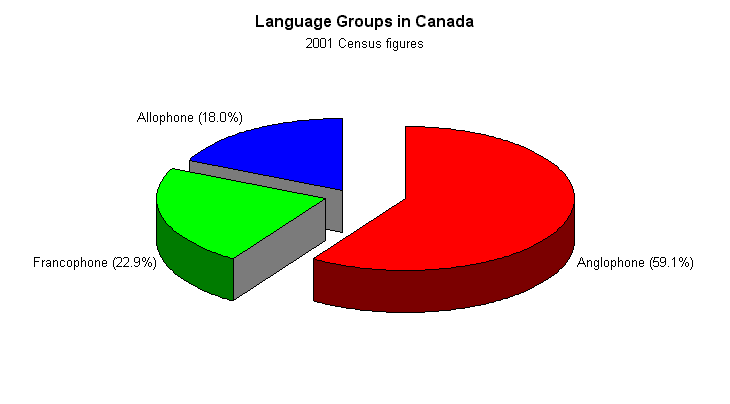 Language Groups in Canada
2001 Census figures
Allophone (18.0%)
Francophone (22.9%)
Anglophone (59.1%)